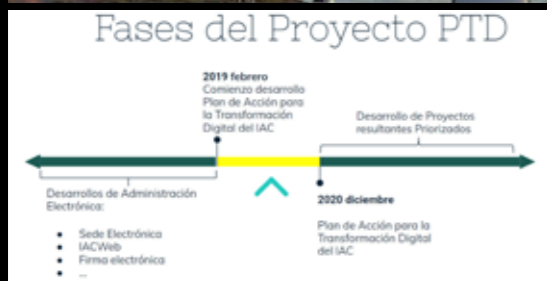 Fases del Proyecto PTD
2019 febrero
Comienzo desarrollo
Plan de Acción para
la Transformación
Digital del IAC
Desarrollo de Proyectos
resultantes Priorizados
Desarrollos de Administración
Electrónica:
Sede Electrónica
IACWeb
Firma electrónica
...
2020 diciembre
Plan de Acción para la
Transformación Digital
del IAC